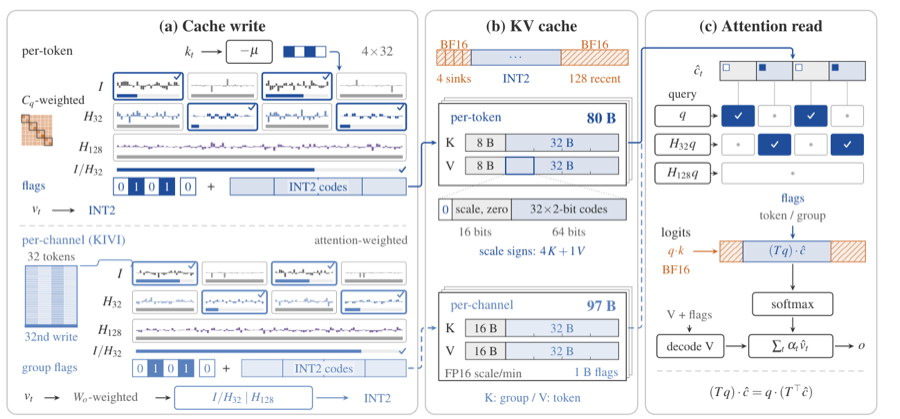 (a) Cache write
per-token
k_t
−μ
4×32
I
C_q-weighted
H_32
H_128
I/H_32
flags
0 1 0 1 0 + INT2 codes
v_t
INT2
per-channel (KIVI)
attention-weighted
32 tokens
I
H_32
H_128
32nd write
I/H_32
group flags
0 1 0 1 0 + INT2 codes
v_t
W_o-weighted
I/H_32 | H_128
INT2
(b) KV cache
BF16
BF16
...
4 sinks
INT2
128 recent
per-token
80 B
K 8 B 32 B
V 8 B 32 B
0 scale, zero 32×2-bit codes
16 bits
64 bits
scale signs: 4K+1V
per-channel
97 B
K 16 B 32 B
V 16 B 32 B
FP16 scale/min
1 B flags
K: group / V: token
(c) Attention read
ĉ_t
query
q
H_32q
H_128q
flags
token / group
logits
q·k
(Tq)·ĉ
BF16
softmax
V + flags
decode V
Σ_t α_t v̂_t
o
(Tq)·ĉ = q·(T^⊤ĉ)